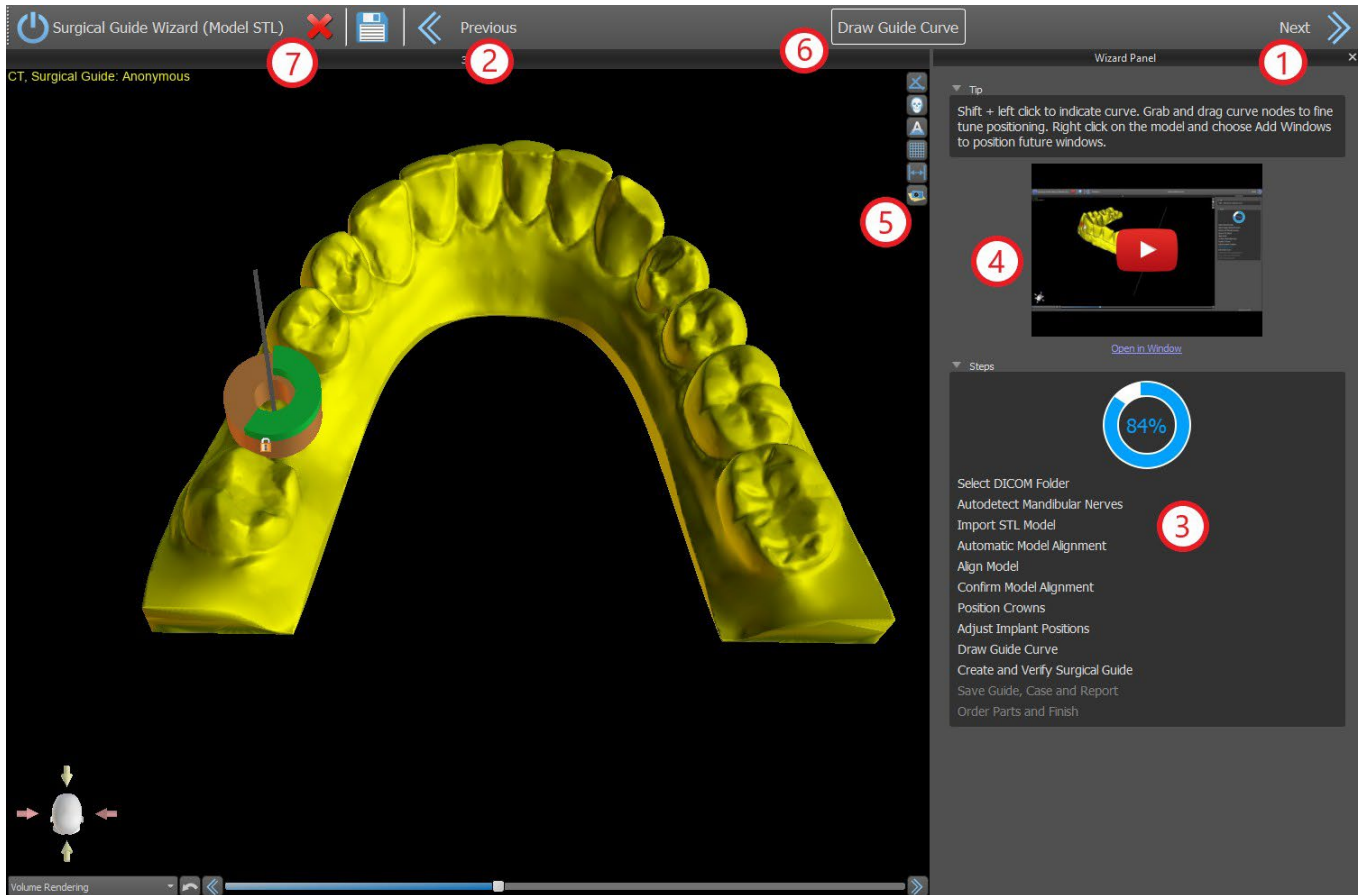 Surgical Guide Wizard (Model STL)
Previous
Draw Guide Curve
Next
7
2
6
1
Wizard Panel
CT, Surgical Guide: Anonymous
Tip
Shift + left click to indicate curve. Grab and drag curve nodes to fine
tune positioning. Right click on the model and choose Add Windows
to position future windows.
A
5
4
Open in Window
Steps
84%
Select DICOM Folder
Autodetect Mandibular Nerves
Import STL Model
3
Automatic Model Alignment
Align Model
Confirm Model Alignment
Position Crowns
Adjust Implant Positions
Draw Guide Curve
Create and Verify Surgical Guide
Save Guide, Case and Report
Order Parts and Finish
Volume Rendering